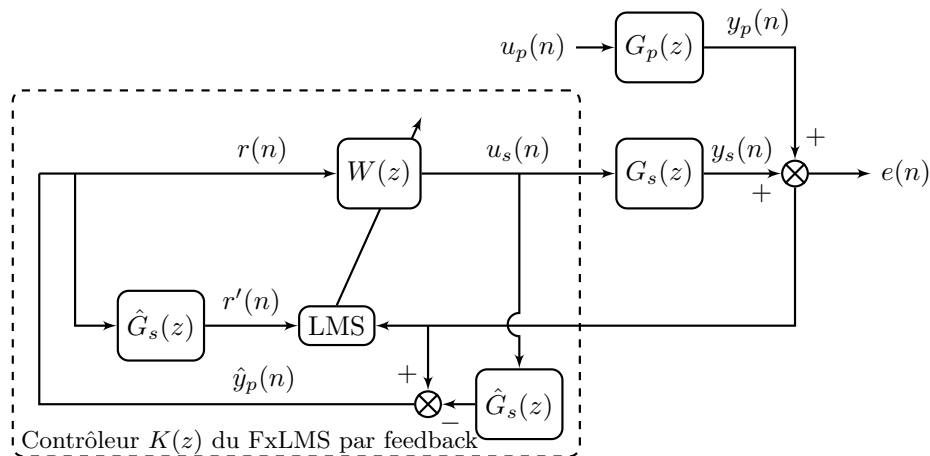 y_p(n)
u_p(n)
G_p(z)
+
r(n)
W(z)
u_s(n)
G_s(z)
y_s(n)
+
e(n)
Ĝ_s(z)
r′(n)
LMS
ŷ_p(n)
+
−
Ĝ_s(z)
Contrôleur K(z) du FxLMS par feedback